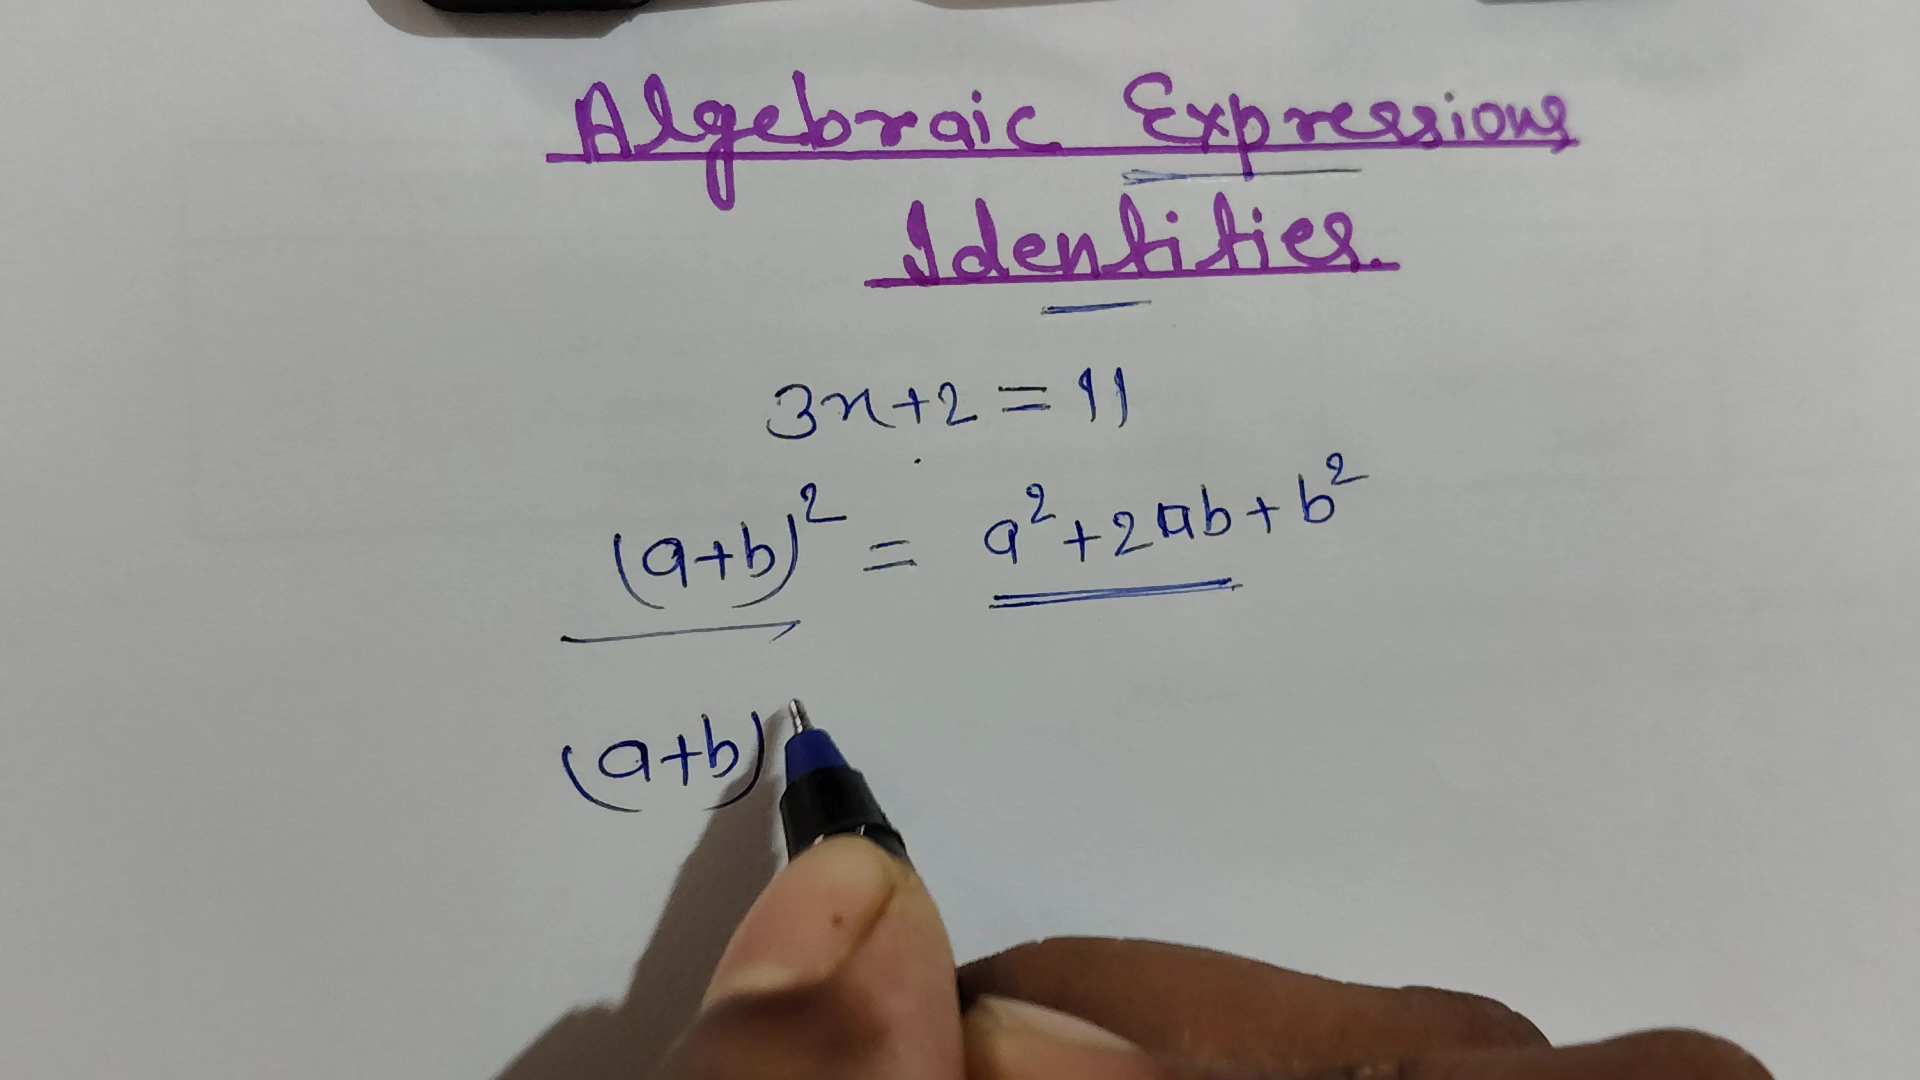 Algebraic Expressions
Identities.
3x+2 = 11
(a+b)² = a²+2ab+b²
(a+b)